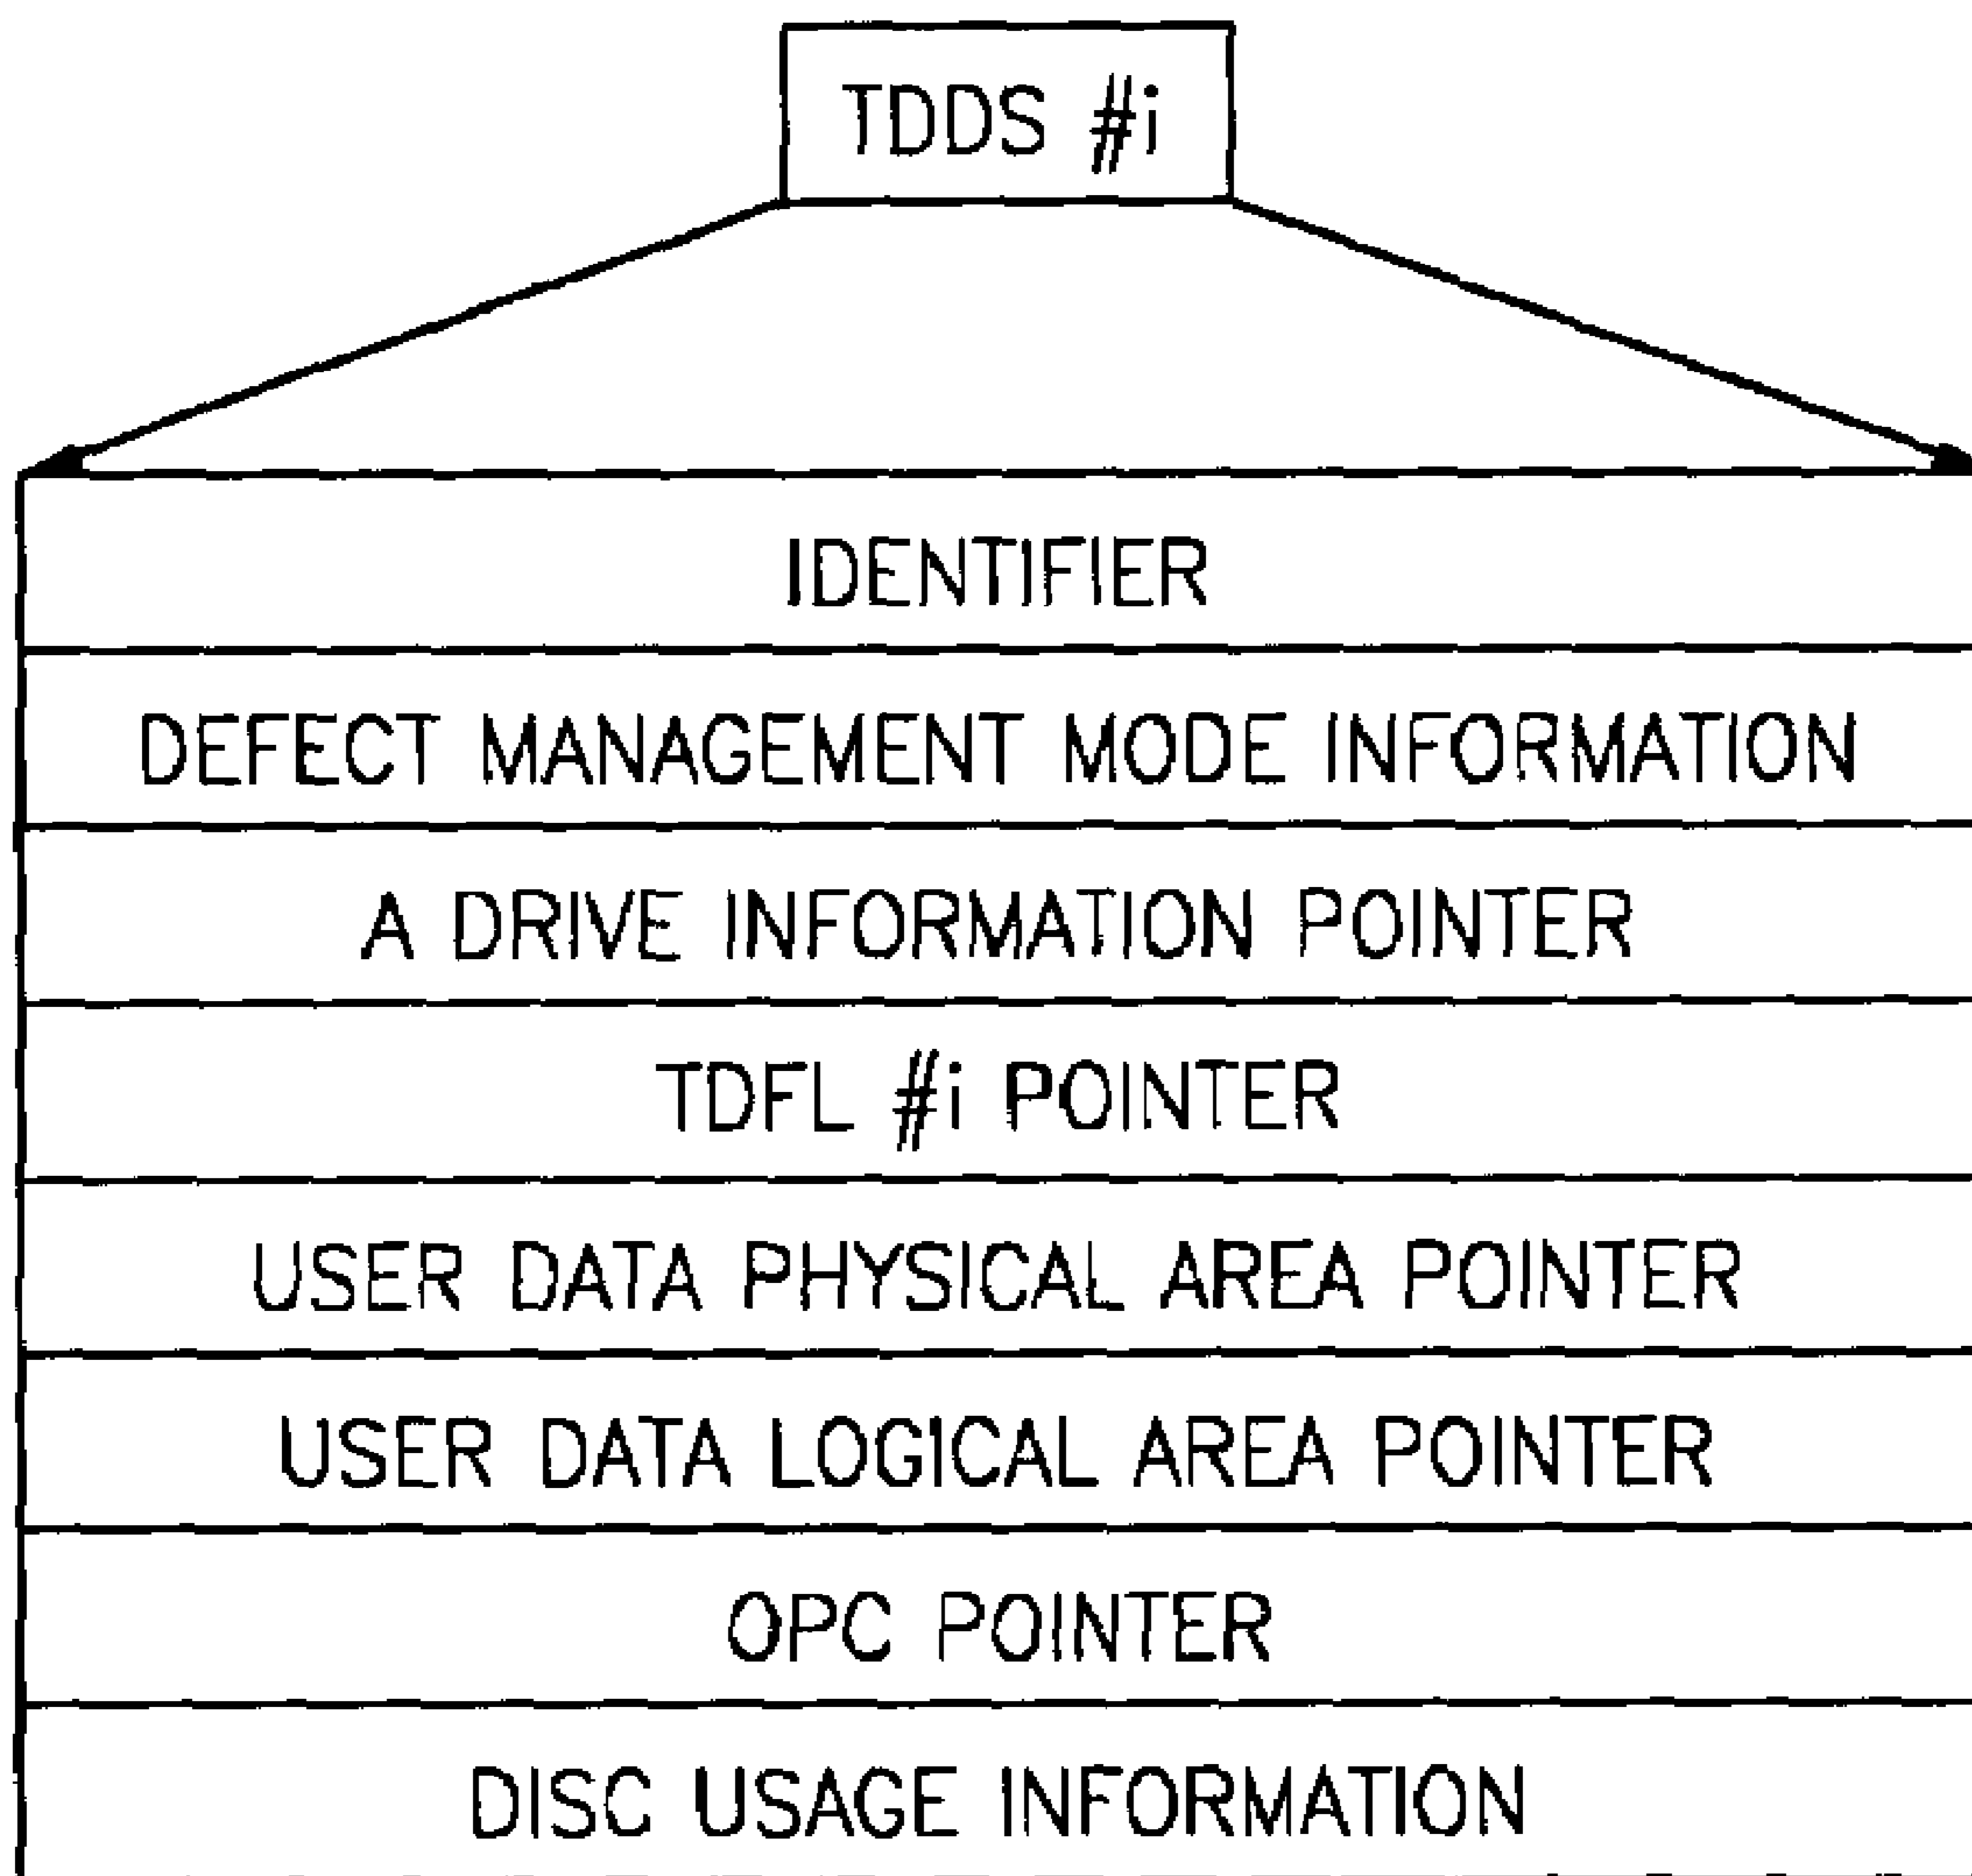 TDDS #i
IDENTIFIER
DEFECT MANAGEMENT MODE INFORMATION
A DRIVE INFORMATION POINTER
TDFL #i POINTER
USER DATA PHYSICAL AREA POINTER
USER DATA LOGICAL AREA POINTER
OPC POINTER
DISC USAGE INFORMATION